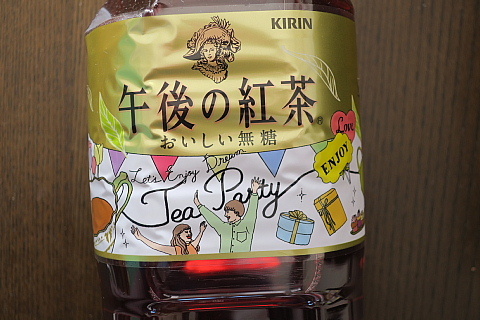 KIRIN
午後の紅茶®
おいしい無糖
Love
ENJOY
Let's Enjoy Dream
Tea Party